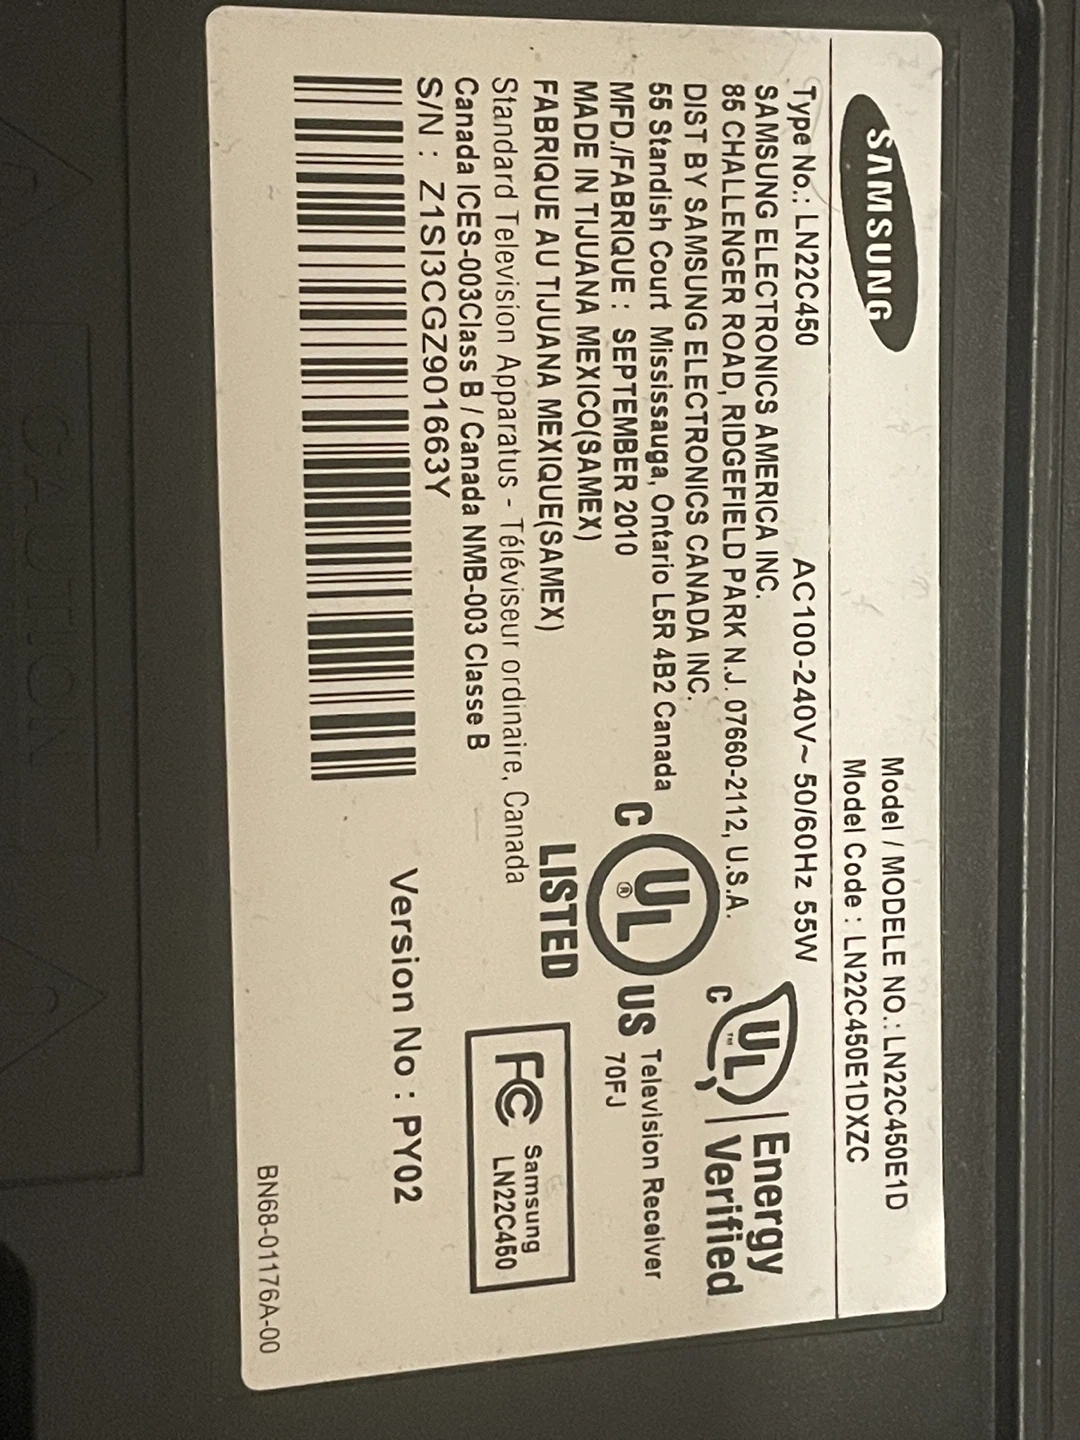 SAMSUNG
Model / MODELE NO.: LN22C450E1D
Model Code : LN22C450E1DXZC
Type No.: LN22C450 AC100-240V~ 50/60Hz 55W
SAMSUNG ELECTRONICS AMERICA INC.
85 CHALLENGER ROAD, RIDGEFIELD PARK N.J. 07660-2112, U.S.A.
DIST BY SAMSUNG ELECTRONICS CANADA INC.
55 Standish Court Mississauga, Ontario L5R 4B2 Canada
MFD./FABRIQUE : SEPTEMBER 2010
MADE IN TIJUANA MEXICO(SAMEX)
FABRIQUE AU TIJUANA MEXIQUE(SAMEX)
Standard Television Apparatus - Téléviseur ordinaire, Canada
Canada ICES-003Class B / Canada NMB-003 Classe B
S/N : Z1SI3CGZ901663Y
C UL™ Energy
Verified
C UL® US
LISTED
Television Receiver
70FJ
FC Samsung
LN22C450
Version No : PY02
BN68-01176A-00
CAUTION